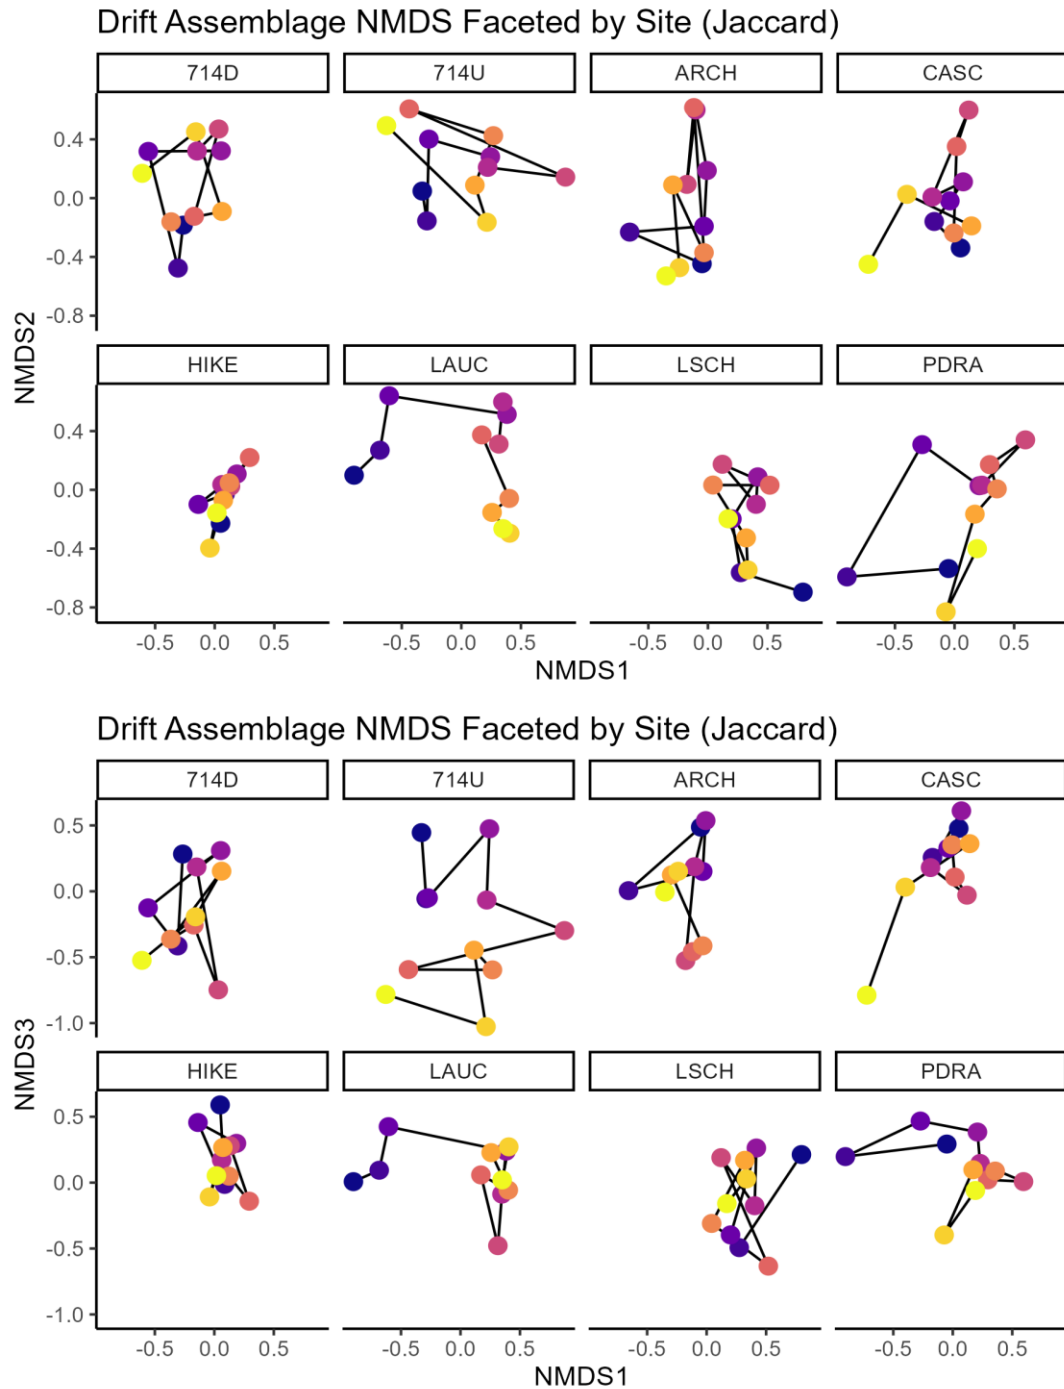 Drift Assemblage NMDS Faceted by Site (Jaccard)
714D 714U ARCH CASC
0.4
0.0
-0.4
-0.8
NMDS2
HIKE LAUC LSCH PDRA
0.4
0.0
-0.4
-0.8
-0.5 0.0 0.5 -0.5 0.0 0.5 -0.5 0.0 0.5 -0.5 0.0 0.5
NMDS1
Drift Assemblage NMDS Faceted by Site (Jaccard)
714D 714U ARCH CASC
0.5
0.0
-0.5
-1.0
NMDS3
HIKE LAUC LSCH PDRA
0.5
0.0
-0.5
-1.0
-0.5 0.0 0.5 -0.5 0.0 0.5 -0.5 0.0 0.5 -0.5 0.0 0.5
NMDS1